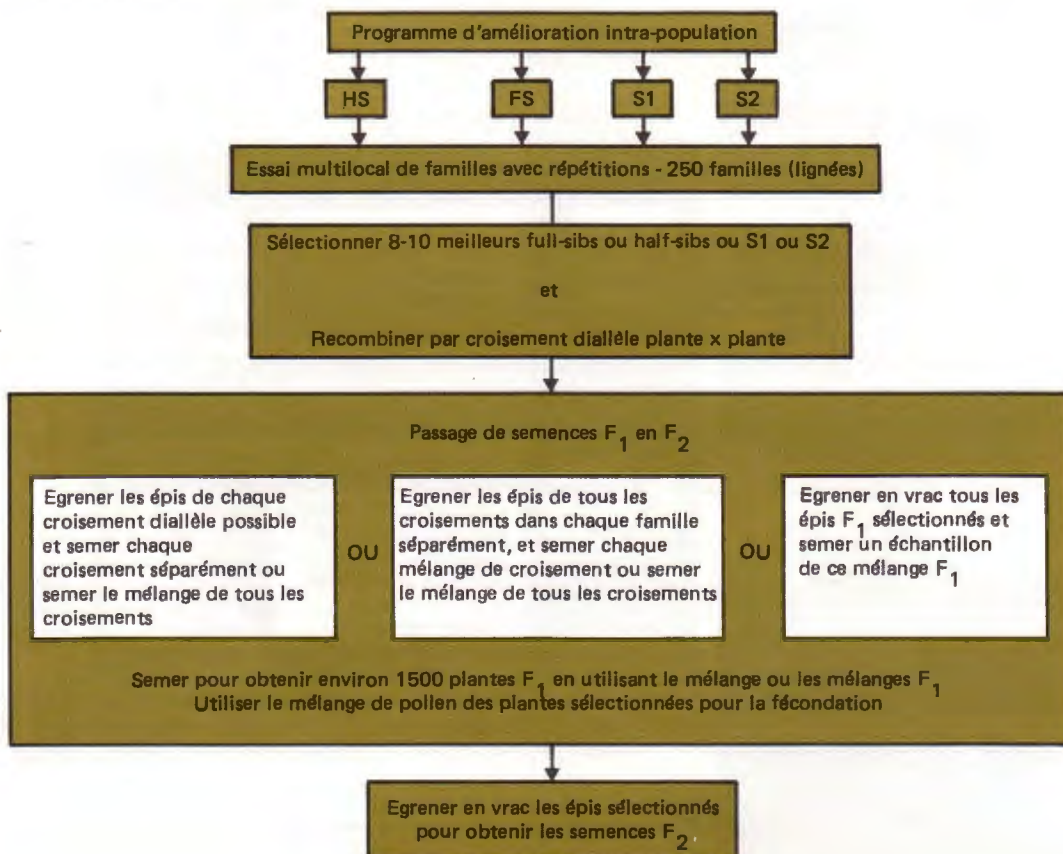 Programme d'amélioration intra-population
HS
FS
S1
S2
Essai multilocal de familles avec répétitions - 250 familles (lignées)
Sélectionner 8-10 meilleurs full-sibs ou half-sibs ou S1 ou S2
et
Recombiner par croisement diallèle plante x plante
Passage de semences F1 en F2
Egrener les épis de chaque
croisement diallèle possible
et semer chaque
croisement séparément ou
semer le mélange de tous les
croisements
OU
Egrener les épis de tous les
croisements dans chaque famille
séparément, et semer chaque
mélange de croisement ou semer
le mélange de tous les croisements
OU
Egrener en vrac tous les
épis F1 sélectionnés et
semer un échantillon
de ce mélange F1
Semer pour obtenir environ 1500 plantes F1 en utilisant le mélange ou les mélanges F1
Utiliser le mélange de pollen des plantes sélectionnées pour la fécondation
Egrener en vrac les épis sélectionnés
pour obtenir les semences F2